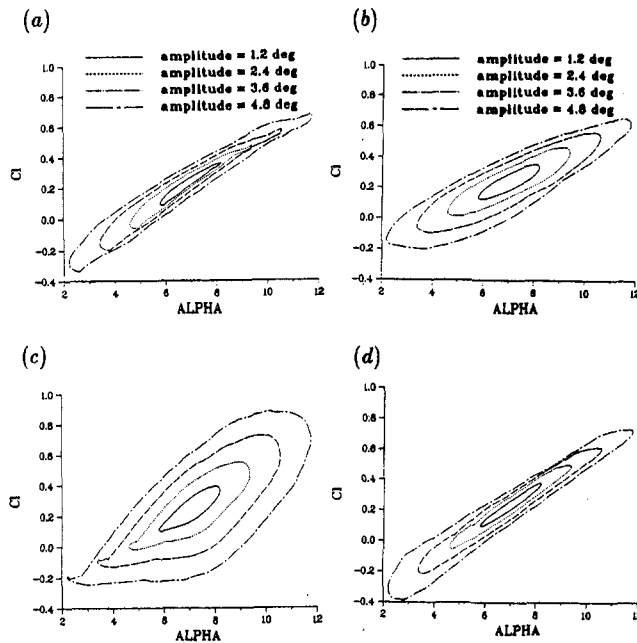 (a)
(b)
amplitude = 1.2 deg
amplitude = 2.4 deg
amplitude = 3.6 deg
amplitude = 4.8 deg
amplitude = 1.2 deg
amplitude = 2.4 deg
amplitude = 3.6 deg
amplitude = 4.8 deg
1.0
0.8
0.6
0.4
0.2
0.0
-0.2
-0.4
Cl
2 4 6 8 10 12
ALPHA
1.0
0.8
0.6
0.4
0.2
0.0
-0.2
-0.4
Cl
2 4 6 8 10 12
ALPHA
(c)
(d)
1.0
0.8
0.6
0.4
0.2
0.0
-0.2
-0.4
Cl
2 4 6 8 10 12
ALPHA
1.0
0.8
0.6
0.4
0.2
0.0
-0.2
-0.4
Cl
2 4 6 8 10 12
ALPHA